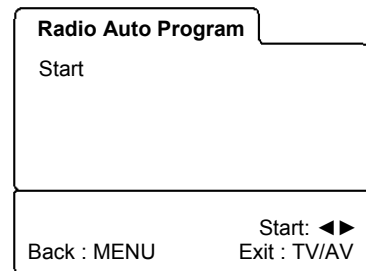 Radio Auto Program
Start
Start: ◄►
Back : MENU Exit : TV/AV